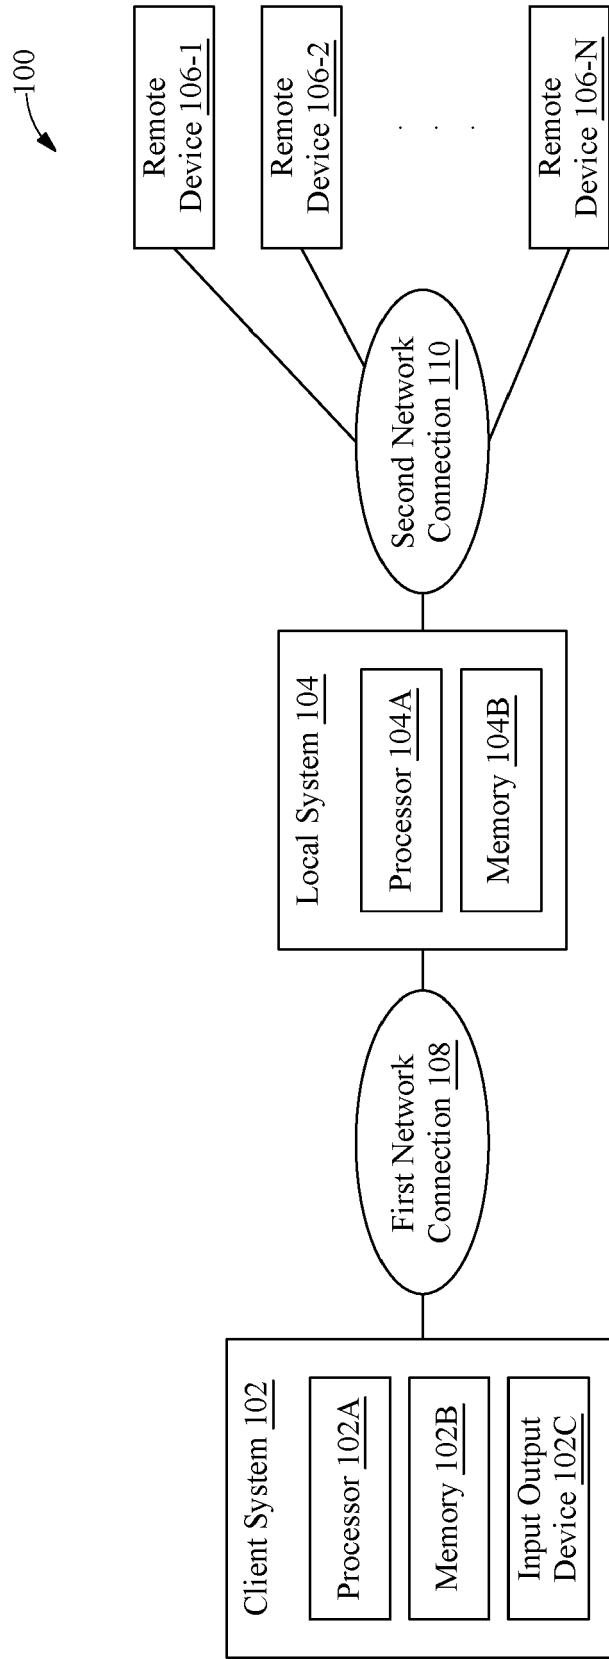 100
Client System 102
Processor 102A
Memory 102B
Input Output
Device 102C
First Network
Connection 108
Local System 104
Processor 104A
Memory 104B
Second Network
Connection 110
Remote
Device 106-1
Remote
Device 106-2
. . .
Remote
Device 106-N